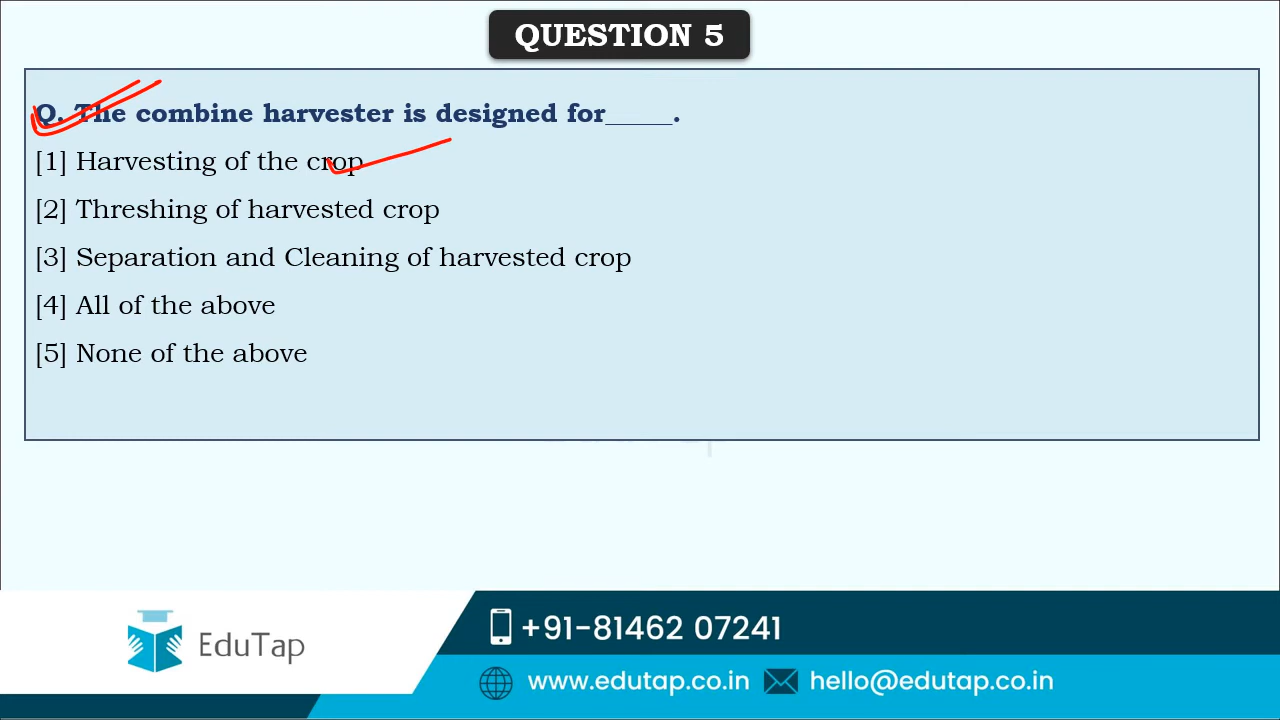 QUESTION 5
Q. The combine harvester is designed for_____.
[1] Harvesting of the crop
[2] Threshing of harvested crop
[3] Separation and Cleaning of harvested crop
[4] All of the above
[5] None of the above
EduTap
+91-81462 07241
www.edutap.co.in
hello@edutap.co.in